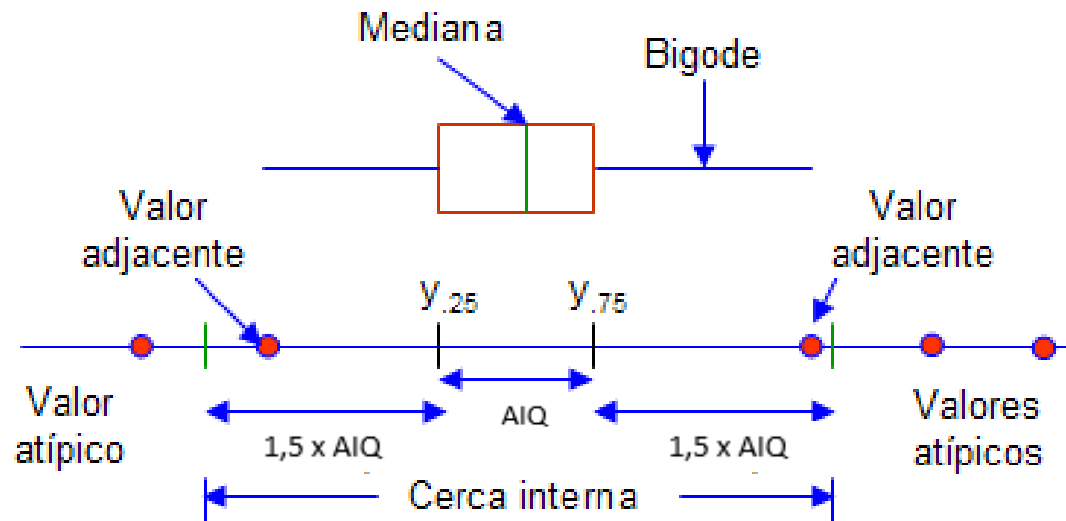 Mediana
Bigode
Valor
adjacente
Valor
adjacente
y.25
y.75
Valor
atípico
AIQ
Valores
atípicos
1,5 x AIQ
1,5 x AIQ
Cerca interna